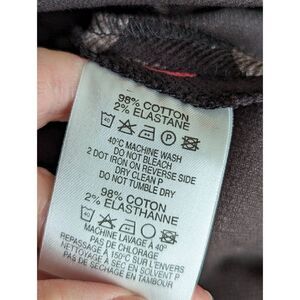 98% COTTON
2% ELASTANE
40°C MACHINE WASH
DO NOT BLEACH
2 DOT IRON ON REVERSE SIDE
DRY CLEAN P
DO NOT TUMBLE DRY
98% COTON
2% ELASTHANNE
MACHINE LAVAGE À 40°
PAS DE CHLORAGE
REPASSAGE À 150°C SUR L'ENVERS
NETTOYAGE À SEC EN SOLVENT P
PAS DE SECHAGE EN TAMBOUR